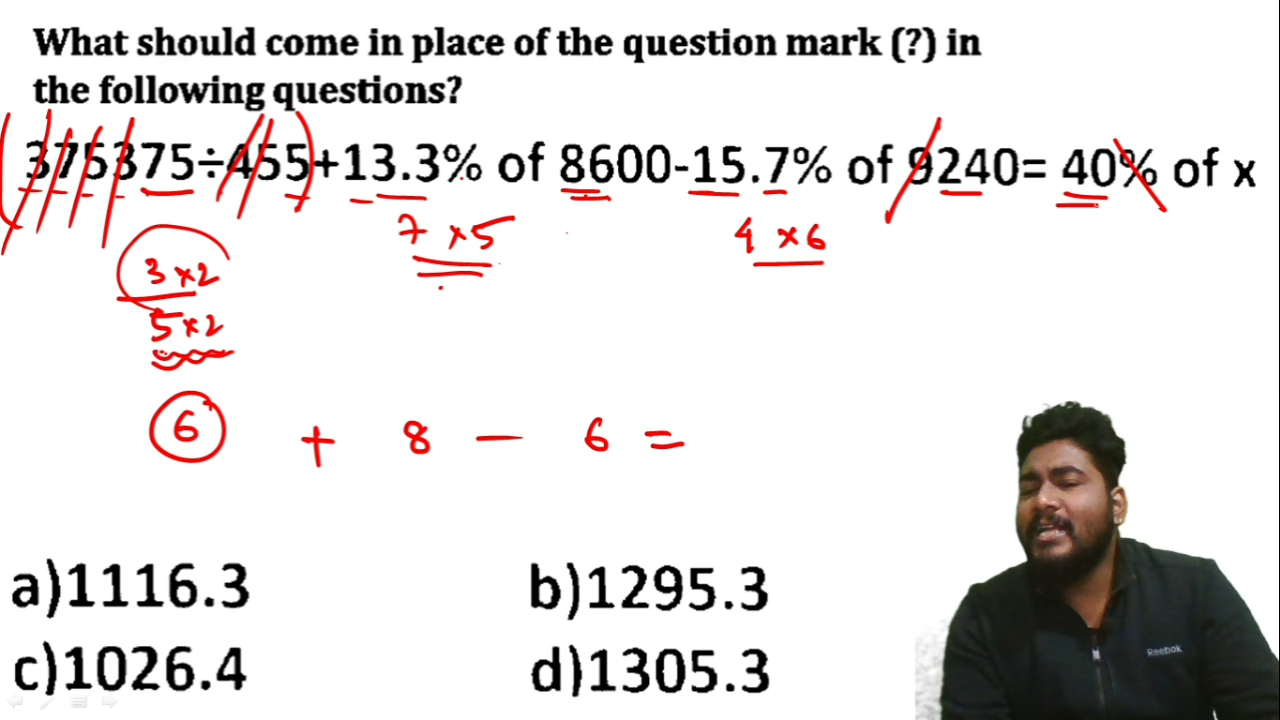 What should come in place of the question mark (?) in
the following questions?
(375375÷455)+13.3% of 8600-15.7% of 9240= 40% of x
7 ×5
4 ×6
3 ×2
5 ×2
6 + 8 - 6 =
a)1116.3 b)1295.3
Reebok
c)1026.4 d)1305.3